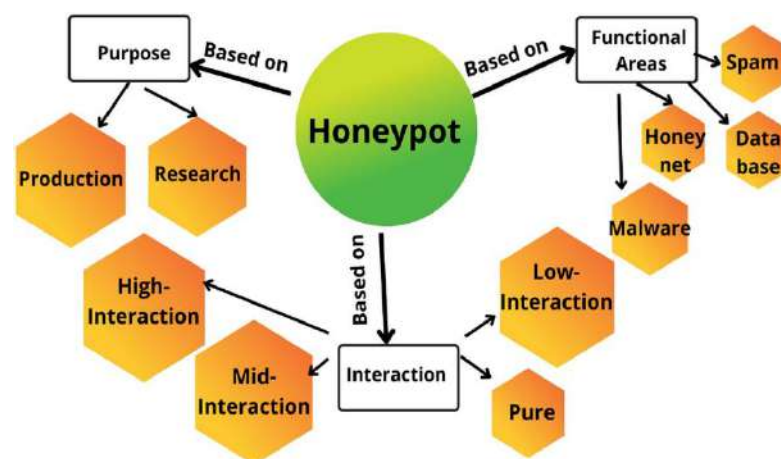 Purpose
Based on
Honeypot
Based on
Functional
Areas
Spam
Honey
net
Data
base
Malware
Production
Research
Based on
High-
Interaction
Mid-
Interaction
Interaction
Low-
Interaction
Pure